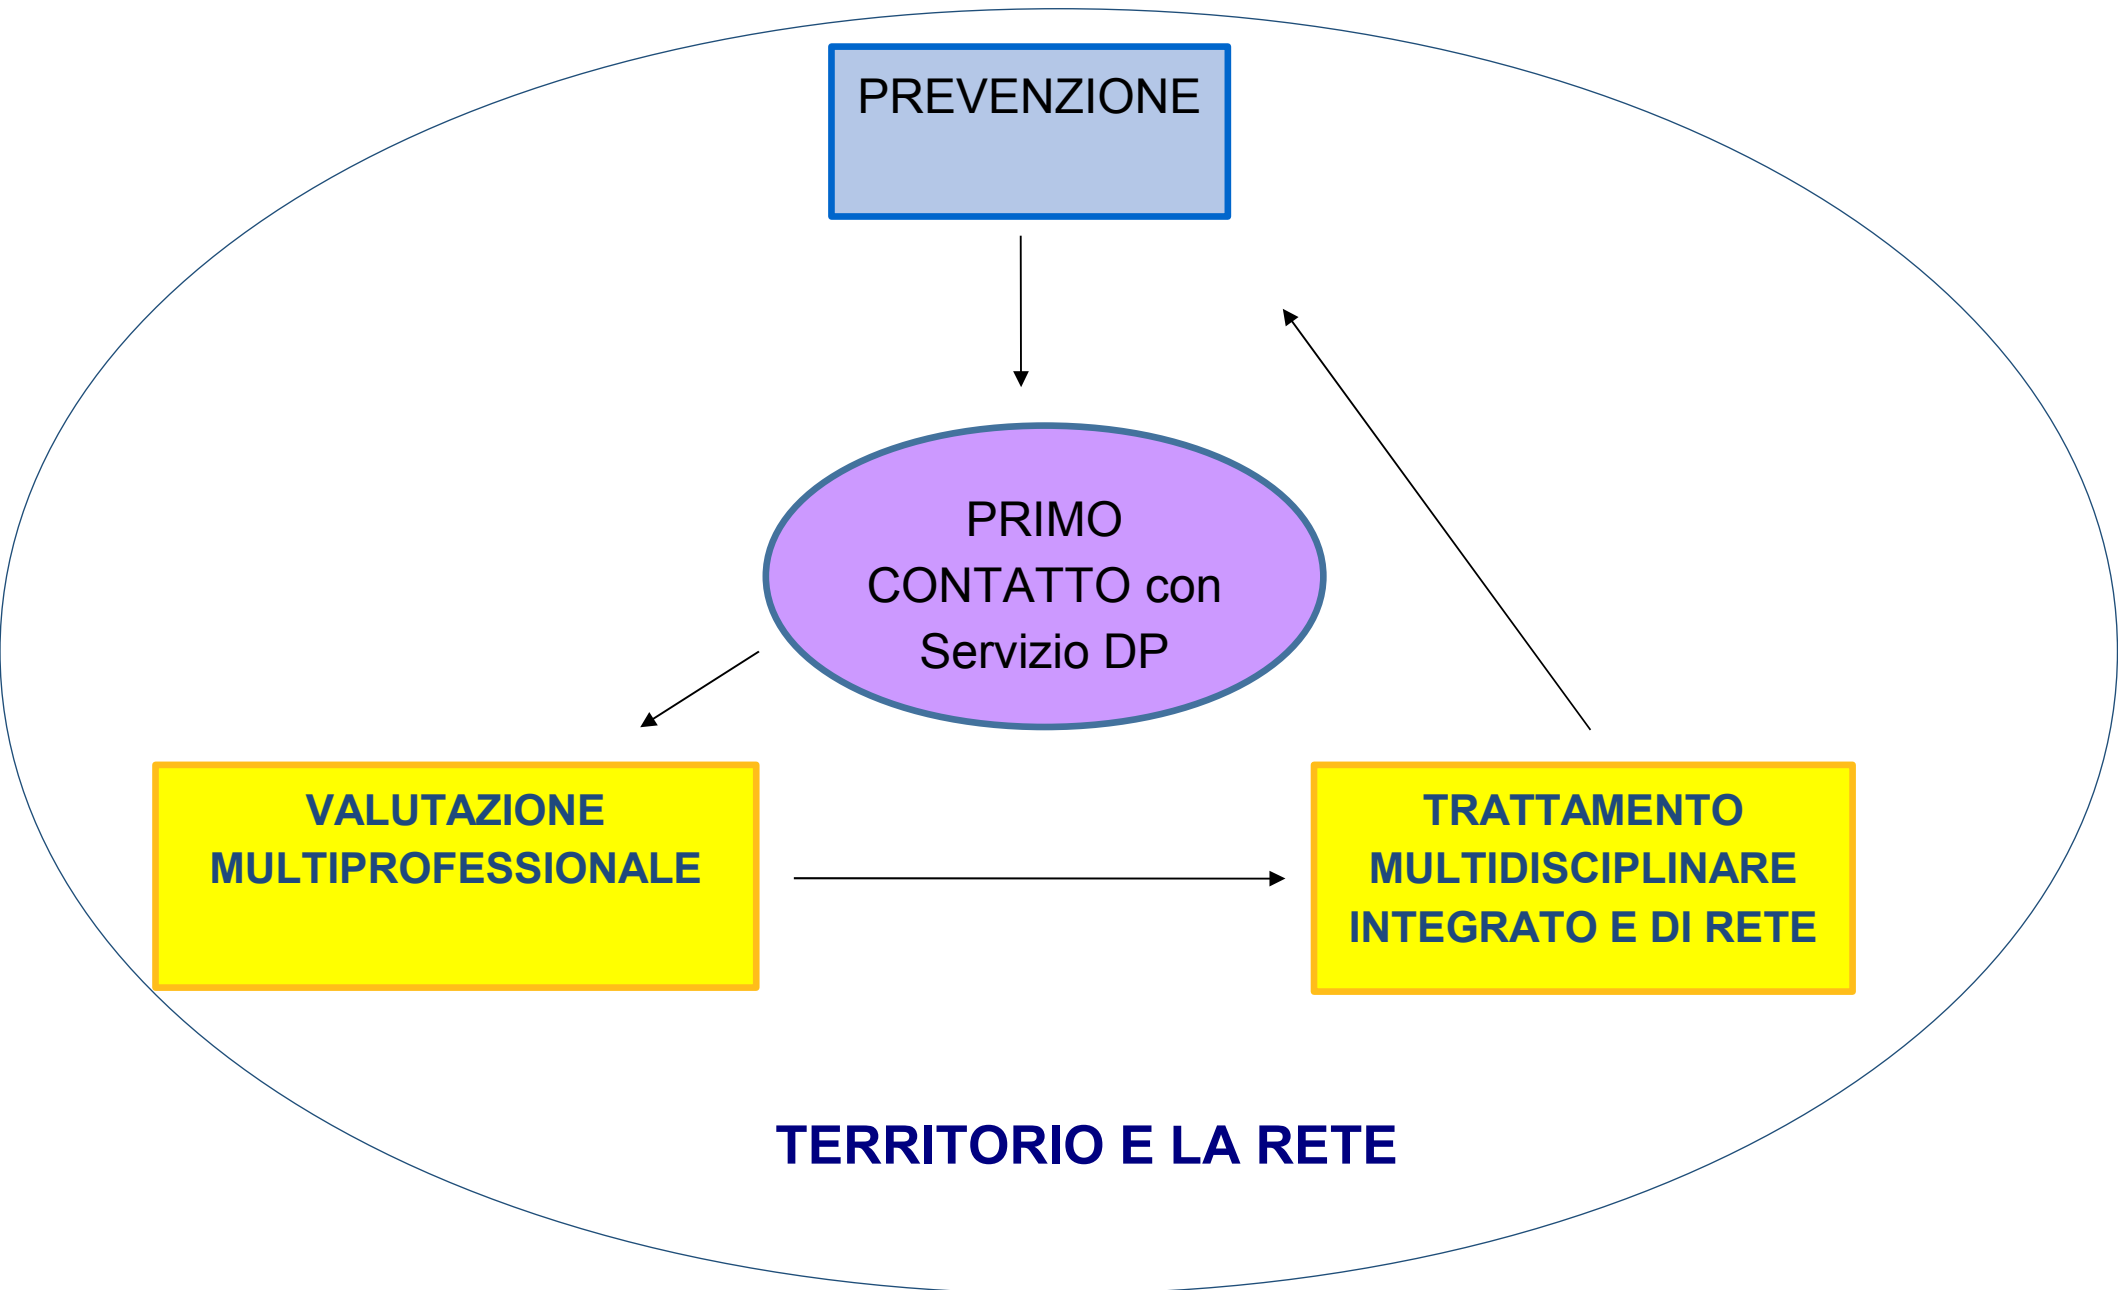 PREVENZIONE
PRIMO
CONTATTO con
Servizio DP
VALUTAZIONE
MULTIPROFESSIONALE
TRATTAMENTO
MULTIDISCIPLINARE
INTEGRATO E DI RETE
TERRITORIO E LA RETE